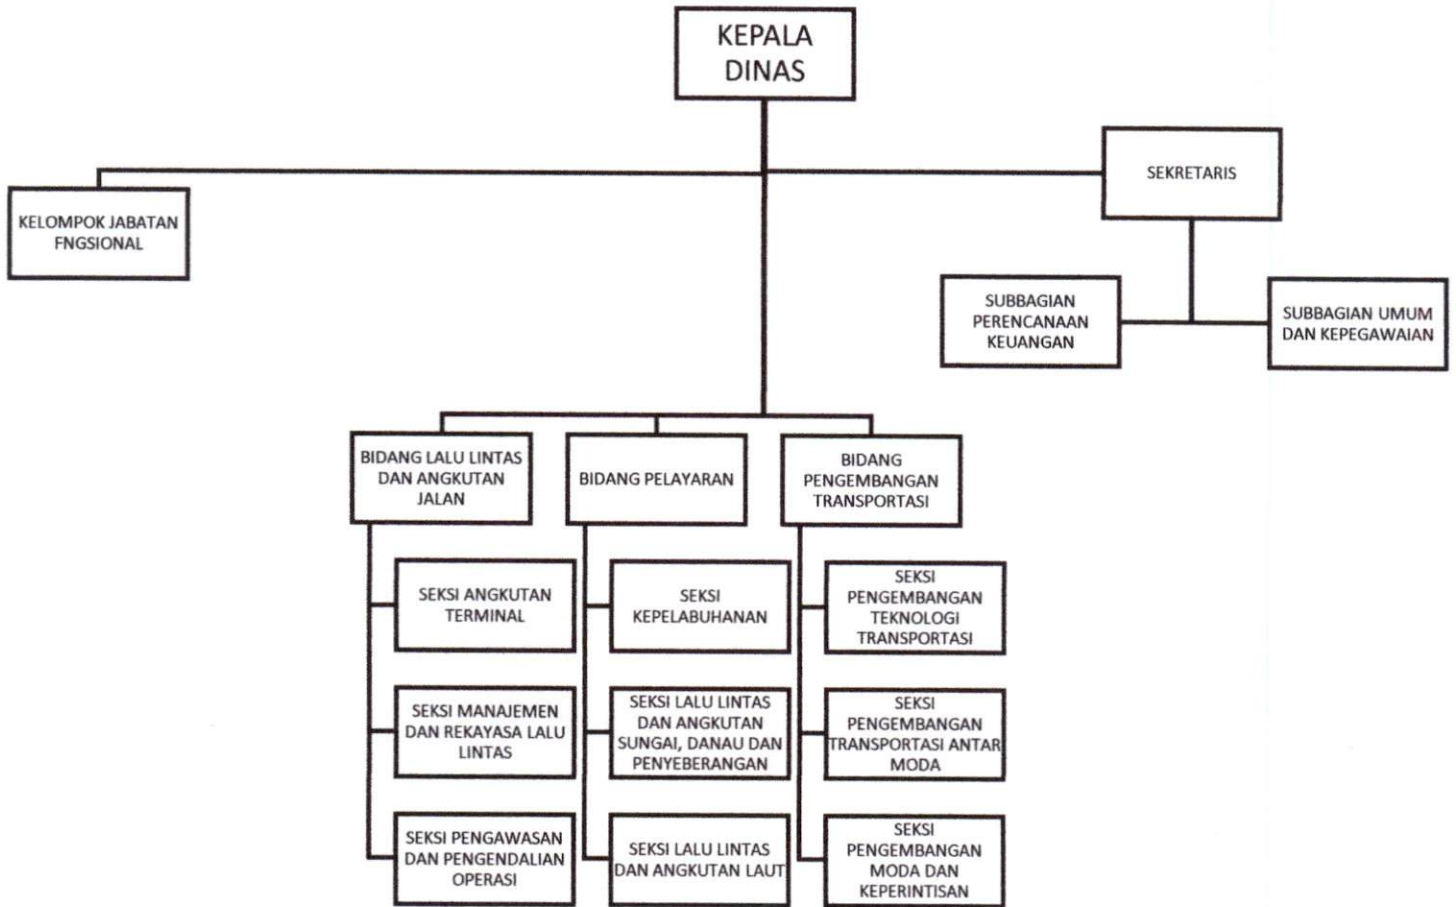 KEPALA
DINAS
SEKRETARIS
KELOMPOK JABATAN
FNGSIONAL
SUBBAGIAN
PERENCANAAN
KEUANGAN
SUBBAGIAN UMUM
DAN KEPEGAWAIAN
BIDANG LALU LINTAS
DAN ANGKUTAN
JALAN
BIDANG PELAYARAN
BIDANG
PENGEMBANGAN
TRANSPORTASI
SEKSI ANGKUTAN
TERMINAL
SEKSI
KEPELABUHANAN
SEKSI
PENGEMBANGAN
TEKNOLOGI
TRANSPORTASI
SEKSI MANAJEMEN
DAN REKAYASA LALU
LINTAS
SEKSI LALU LINTAS
DAN ANGKUTAN
SUNGAI, DANAU DAN
PENYEBERANGAN
SEKSI
PENGEMBANGAN
TRANSPORTASI ANTAR
MODA
SEKSI PENGAWASAN
DAN PENGENDALIAN
OPERASI
SEKSI LALU LINTAS
DAN ANGKUTAN LAUT
SEKSI
PENGEMBANGAN
MODA DAN
KEPERINTISAN